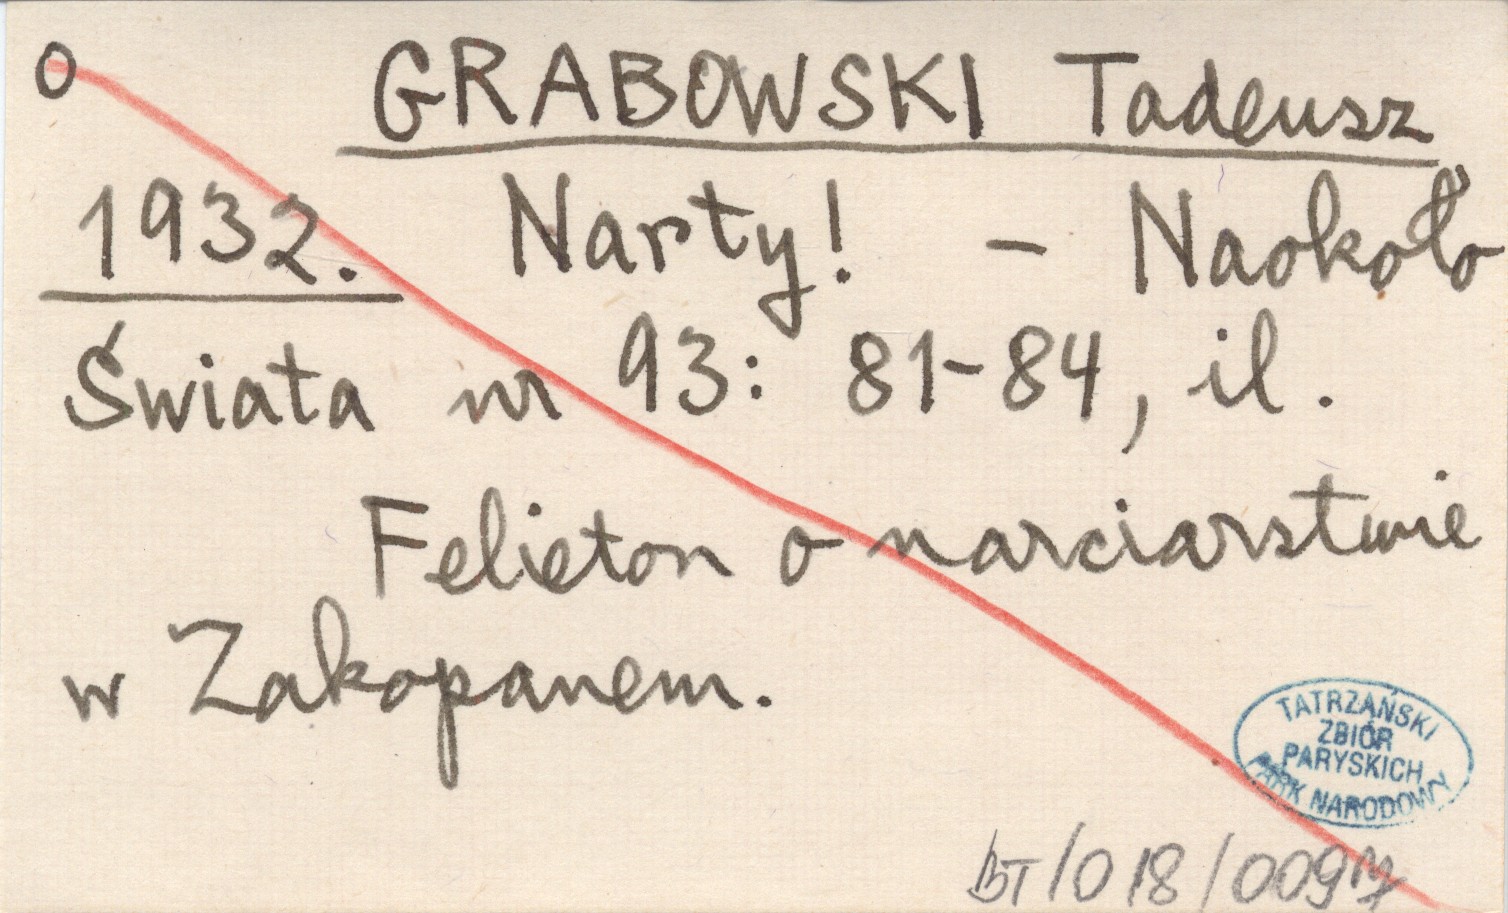 o GRABOWSKI Tadeusz
1932. Narty! - Naokoło
Świata nr 93: 81-84, il.
Felieton o narciarstwie
w Zakopanem.
TATRZAŃSKI
ZBIÓR
PARYSKICH
PARK NARODOWY
BT/018/009